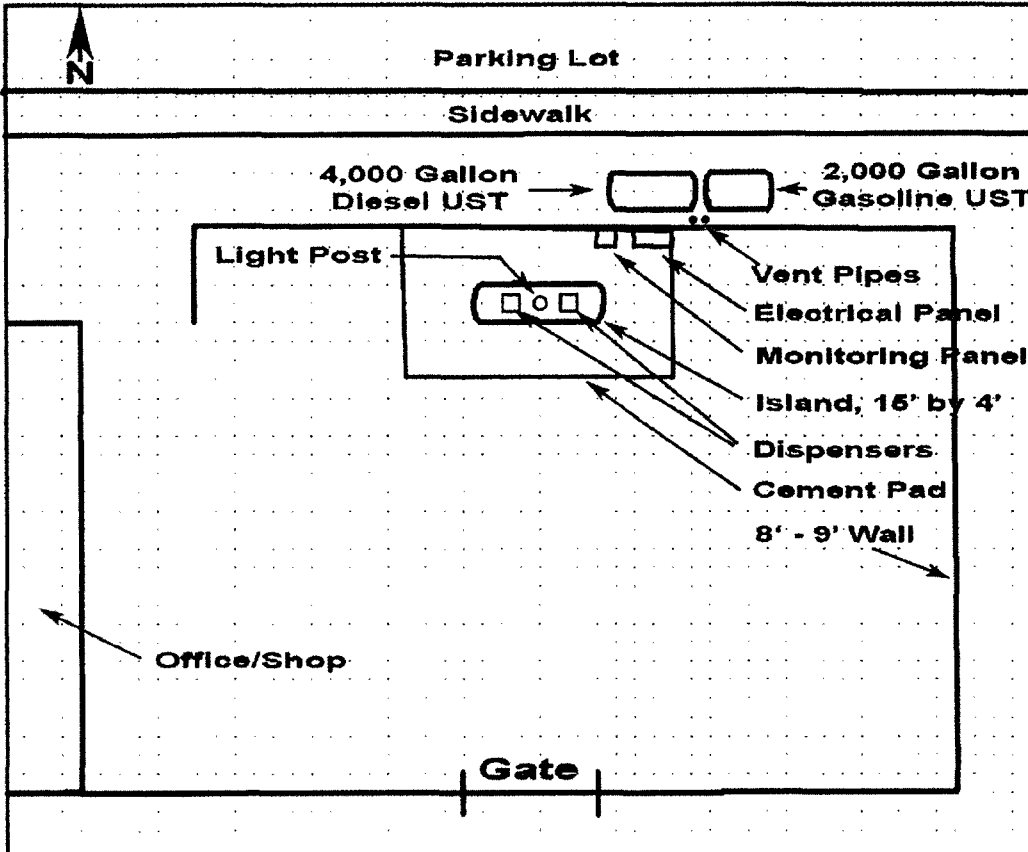 N
Parking Lot
Sidewalk
4,000 Gallon
Diesel UST
2,000 Gallon
Gasoline UST
Light Post
Vent Pipes
Electrical Panel
Monitoring Panel
Island, 15' by 4'
Dispensers
Cement Pad
8' - 9' Wall
Office/Shop
Gate